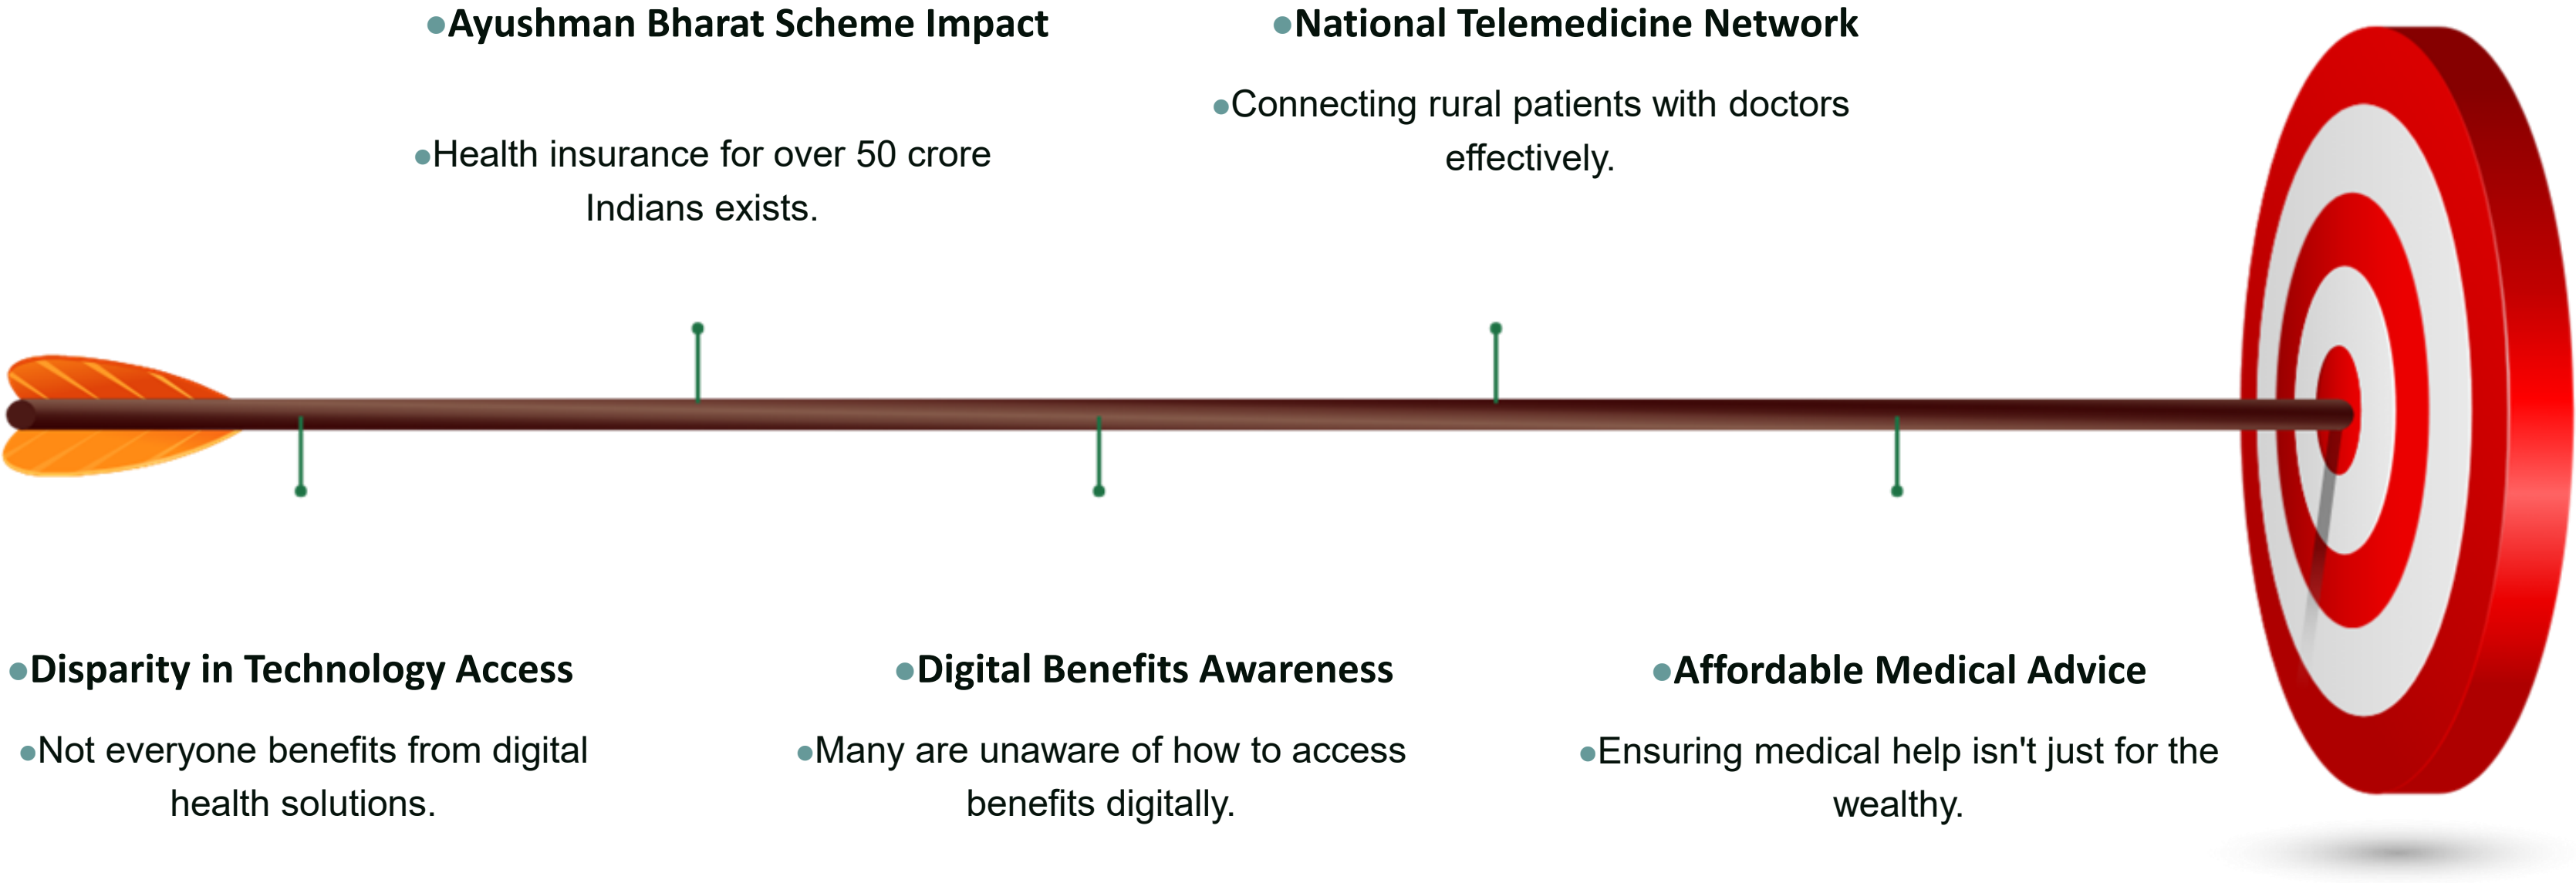 •Ayushman Bharat Scheme Impact
•Health insurance for over 50 crore
Indians exists.
•National Telemedicine Network
•Connecting rural patients with doctors
effectively.
•Disparity in Technology Access
•Not everyone benefits from digital
health solutions.
•Digital Benefits Awareness
•Many are unaware of how to access
benefits digitally.
•Affordable Medical Advice
•Ensuring medical help isn't just for the
wealthy.